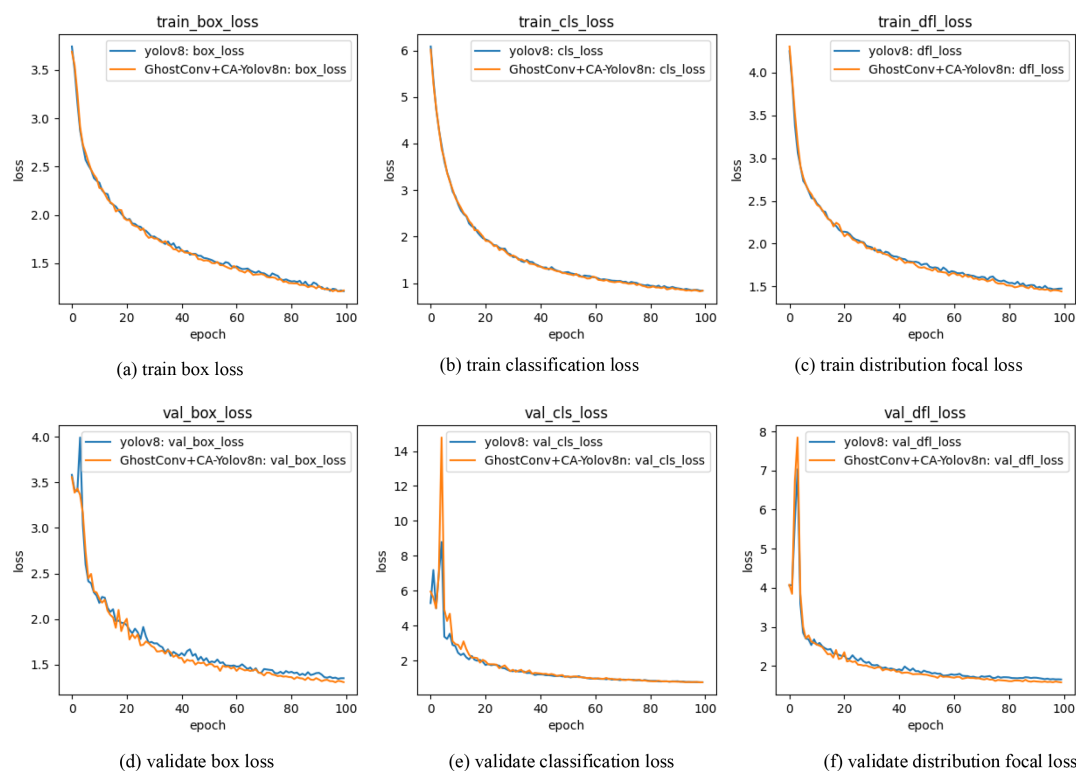 train_box_loss
yolov8: box_loss
GhostConv+CA-Yolov8n: box_loss
3.5
3.0
2.5
2.0
1.5
loss
0 20 40 60 80 100
epoch
(a) train box loss
train_cls_loss
yolov8: cls_loss
GhostConv+CA-Yolov8n: cls_loss
6
5
4
3
2
1
loss
0 20 40 60 80 100
epoch
(b) train classification loss
train_dfl_loss
yolov8: dfl_loss
GhostConv+CA-Yolov8n: dfl_loss
4.0
3.5
3.0
2.5
2.0
1.5
loss
0 20 40 60 80 100
epoch
(c) train distribution focal loss
val_box_loss
yolov8: val_box_loss
GhostConv+CA-Yolov8n: val_box_loss
4.0
3.5
3.0
2.5
2.0
1.5
loss
0 20 40 60 80 100
epoch
(d) validate box loss
val_cls_loss
yolov8: val_cls_loss
GhostConv+CA-Yolov8n: val_cls_loss
14
12
10
8
6
4
2
loss
0 20 40 60 80 100
epoch
(e) validate classification loss
val_dfl_loss
yolov8: val_dfl_loss
GhostConv+CA-Yolov8n: val_dfl_loss
8
7
6
5
4
3
2
loss
0 20 40 60 80 100
epoch
(f) validate distribution focal loss